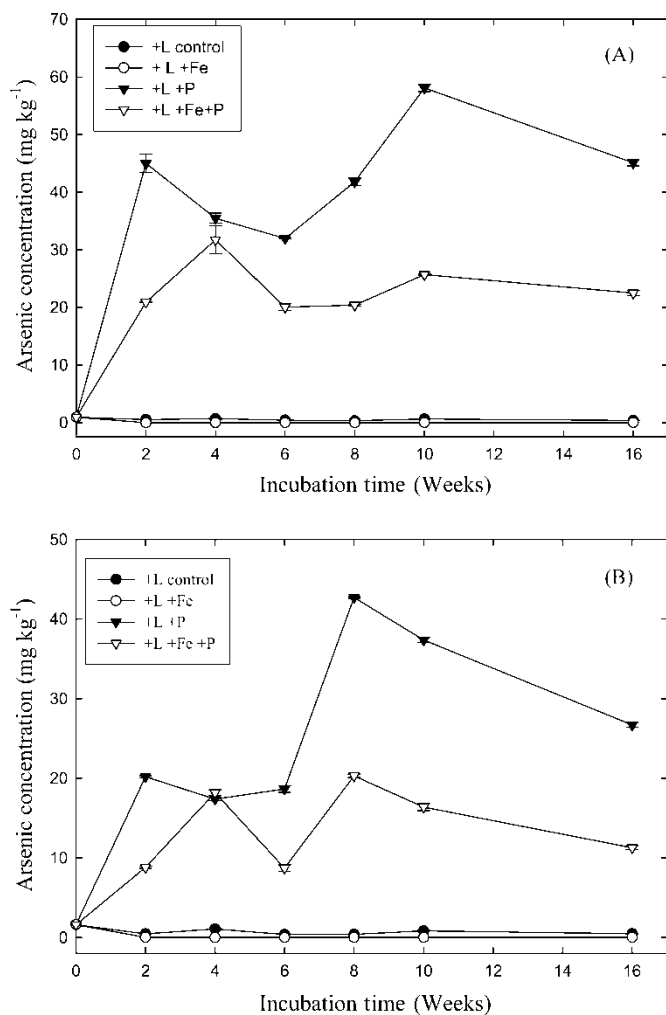 (A)
+L control
+ L +Fe
+L +P
+L +Fe+P
Arsenic concentration (mg kg⁻¹)
70
60
50
40
30
20
10
0
0 2 4 6 8 10 12 14 16
Incubation time (Weeks)
(B)
+L control
+L +Fe
+L +P
+L +Fe +P
Arsenic concentration (mg kg⁻¹)
50
40
30
20
10
0
0 2 4 6 8 10 12 14 16
Incubation time (Weeks)